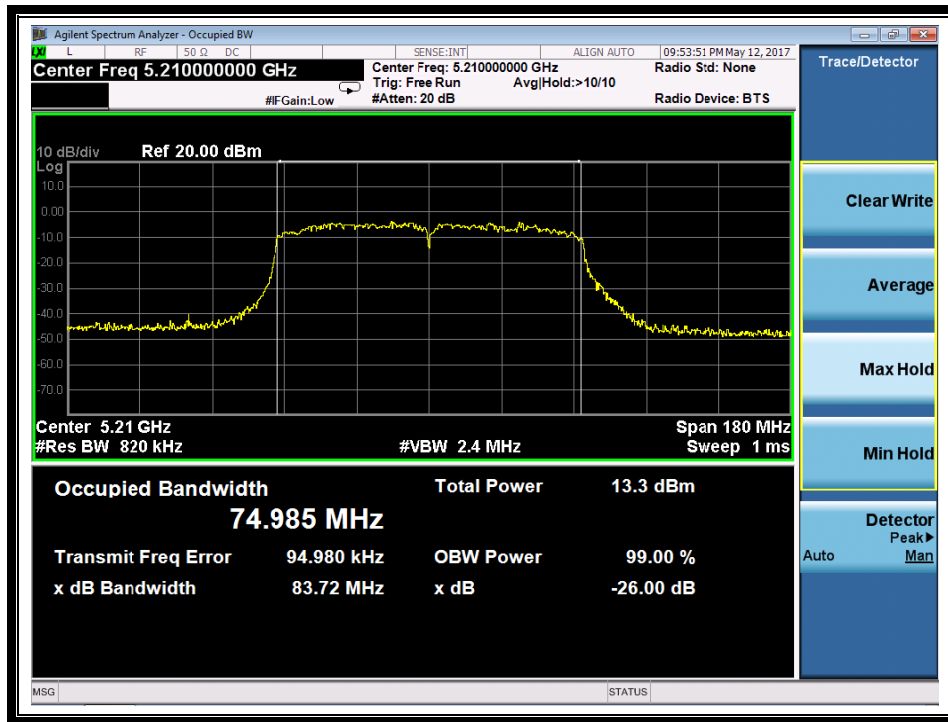 Agilent Spectrum Analyzer - Occupied BW
LXI L RF 50 Ω DC SENSE:INT ALIGN AUTO 09:53:51 PM May 12, 2017
Center Freq 5.210000000 GHz
Center Freq: 5.210000000 GHz
Radio Std: None
Trig: Free Run Avg|Hold:>10/10
#IFGain:Low #Atten: 20 dB
Radio Device: BTS
Trace/Detector
10 dB/div Ref 20.00 dBm
Log
10.0
0.00
-10.0
-20.0
-30.0
-40.0
-50.0
-60.0
-70.0
Center 5.21 GHz
Span 180 MHz
#Res BW 820 kHz
#VBW 2.4 MHz
Sweep 1 ms
Clear Write
Average
Max Hold
Min Hold
Detector
Peak▶
Auto Man
Occupied Bandwidth
74.985 MHz
Total Power 13.3 dBm
Transmit Freq Error 94.980 kHz
OBW Power 99.00 %
x dB Bandwidth 83.72 MHz
x dB -26.00 dB
MSG
STATUS